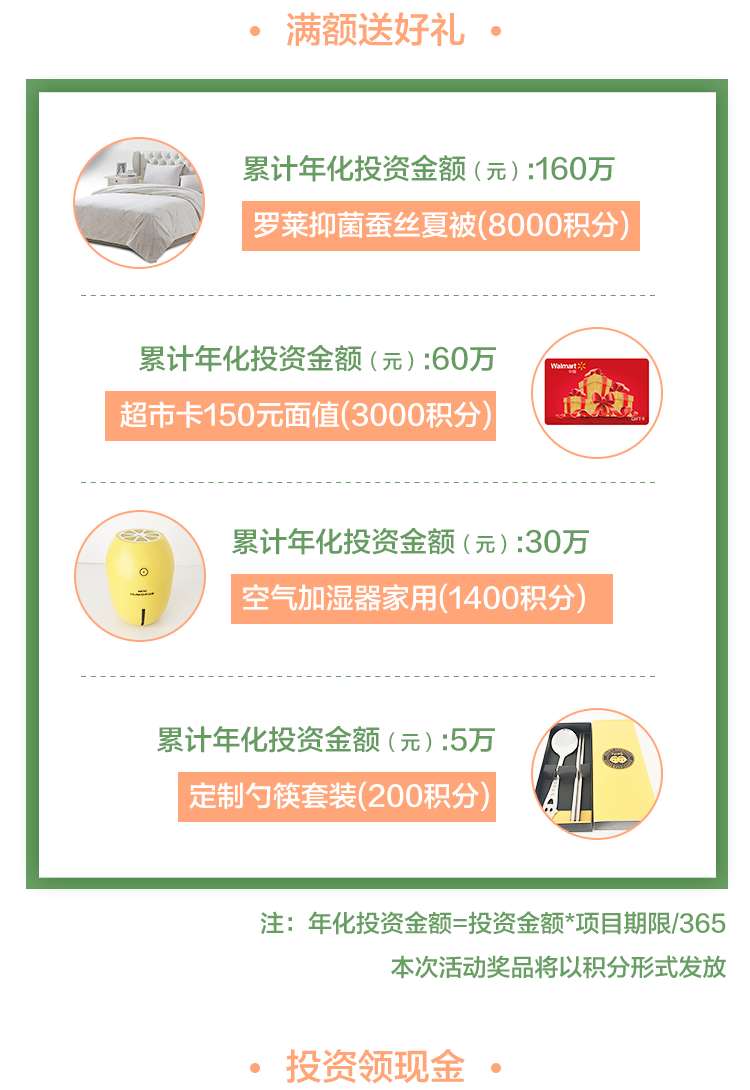 满额送好礼
累计年化投资金额(元):160万
罗莱抑菌蚕丝夏被(8000积分)
累计年化投资金额(元):60万
Walmart
中国
超市卡150元面值(3000积分)
累计年化投资金额(元):30万
空气加湿器家用(1400积分)
累计年化投资金额(元):5万
定制勺筷套装(200积分)
注：年化投资金额=投资金额*项目期限/365
本次活动奖品将以积分形式发放
投资领现金